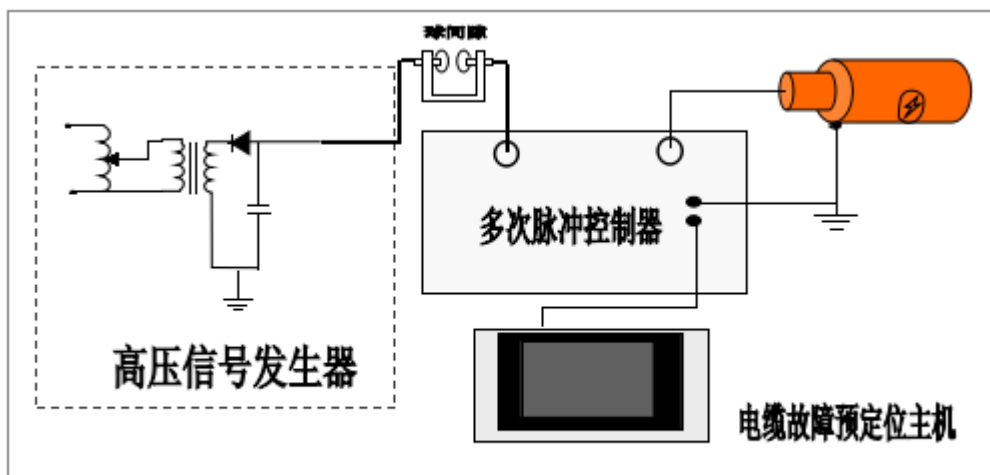 球间隙
多次脉冲控制器
高压信号发生器
电缆故障预定位主机